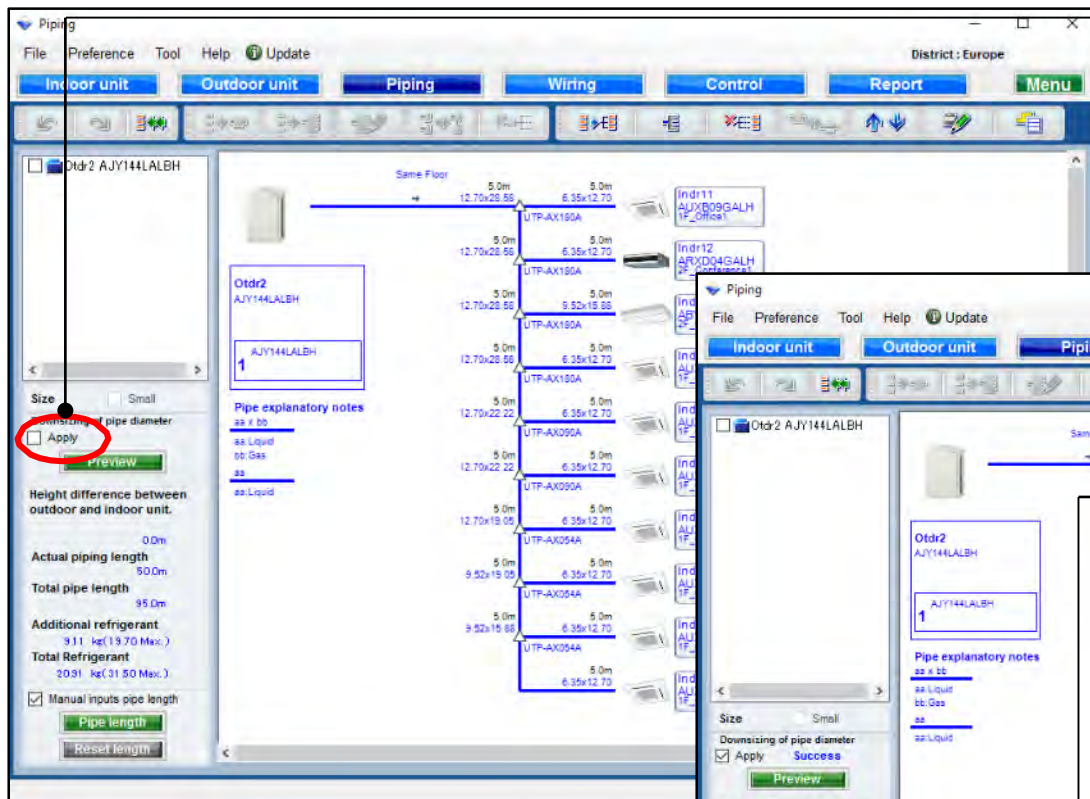 Piping
File Preference Tool Help Update
District : Europe
Indoor unit Outdoor unit Piping Wiring Control Report Menu
Otdr2 AJY144LALBH
Size Small
Downsizing of pipe diameter
Apply
Preview
Height difference between
outdoor and indoor unit.
0.0m
Actual piping length
50.0m
Total pipe length
95.0m
Additional refrigerant
9.11 kg(19.70 Max.)
Total Refrigerant
20.91 kg(31.50 Max.)
Manual inputs pipe length
Pipe length
Reset length
Otdr2
AJY144LALBH
AJY144LALBH
1
Pipe explanatory notes
aa x bb
aa:Liquid
bb:Gas
aa
aa:Liquid
Same Floor
5.0m 5.0m
12.70x28.58 6.35x12.70
UTP-AX180A
Indr11
AUXB09GALH
1F_Office1
5.0m 5.0m
12.70x28.58 6.35x12.70
UTP-AX180A
Indr12
ARXD04GALH
2F_Conference1
5.0m 5.0m
12.70x28.58 9.52x15.88
UTP-AX180A
5.0m 5.0m
12.70x28.58 6.35x12.70
UTP-AX180A
5.0m 5.0m
12.70x22.22 6.35x12.70
UTP-AX090A
5.0m 5.0m
12.70x22.22 6.35x12.70
UTP-AX090A
5.0m 5.0m
12.70x19.05 6.35x12.70
UTP-AX054A
5.0m 5.0m
9.52x19.05 6.35x12.70
UTP-AX054A
5.0m 5.0m
9.52x15.88 6.35x12.70
UTP-AX054A
5.0m
6.35x12.70
Piping
File Preference Tool Help Update
Indoor unit Outdoor unit Pipi
Otdr2 AJY144LALBH
Size Small
Downsizing of pipe diameter
Apply Success
Preview
Otdr2
AJY144LALBH
AJY144LALBH
1
Pipe explanatory notes
aa x bb
aa:Liquid
bb:Gas
aa
aa:Liquid
Sam